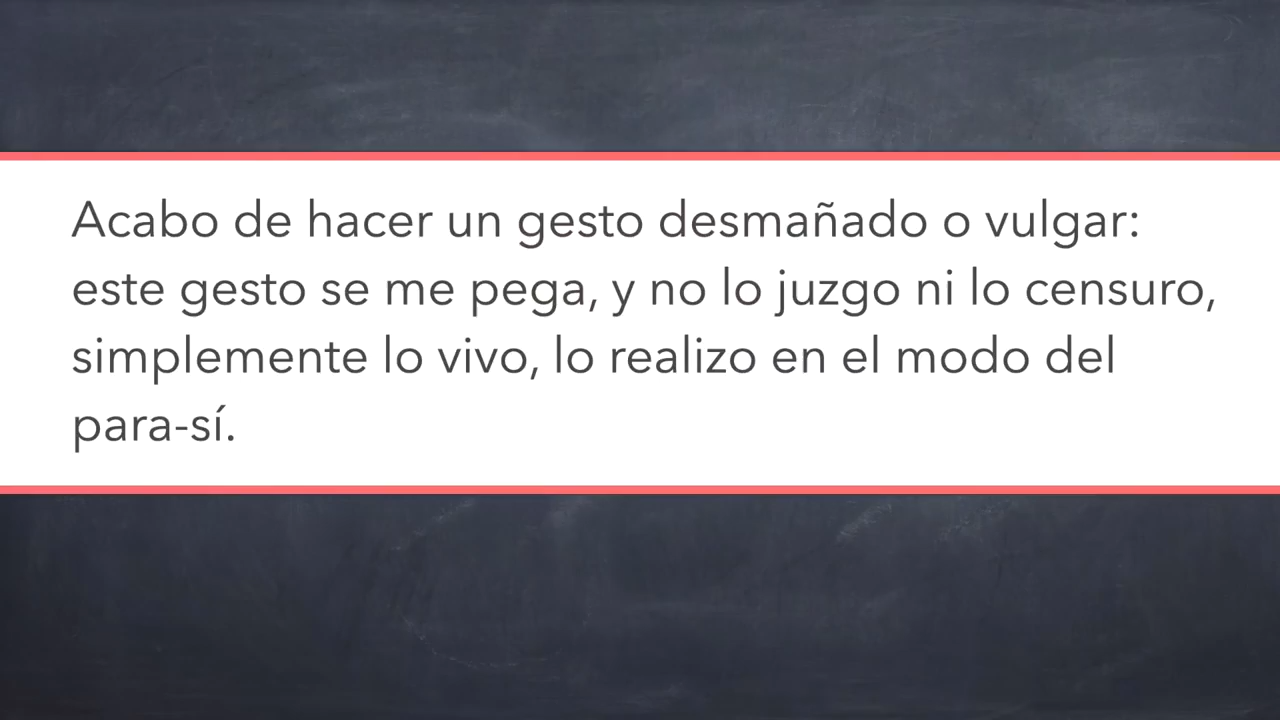 Acabo de hacer un gesto desmañado o vulgar:
este gesto se me pega, y no lo juzgo ni lo censuro,
simplemente lo vivo, lo realizo en el modo del
para-sí.